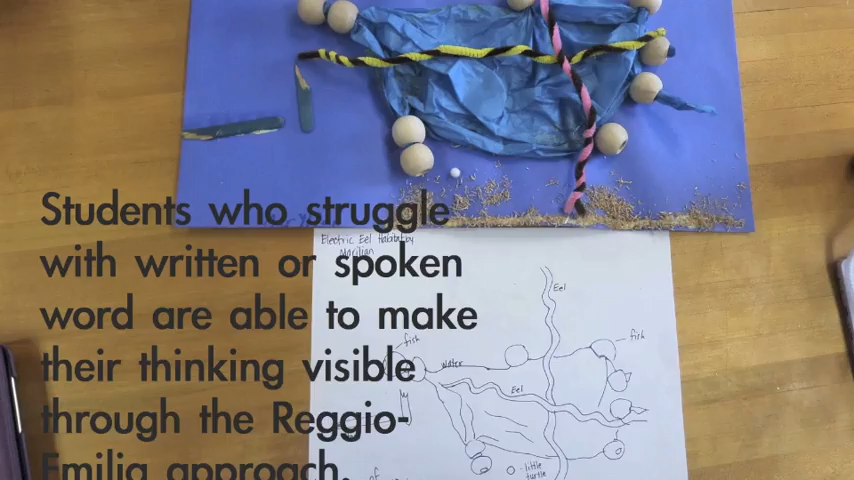 Students who struggle
with written or spoken
word are able to make
their thinking visible
through the Reggio-
Emilia approach.
Electric Eel Habitat by
Eel
fish
fish
water
Eel
little
turtle
of